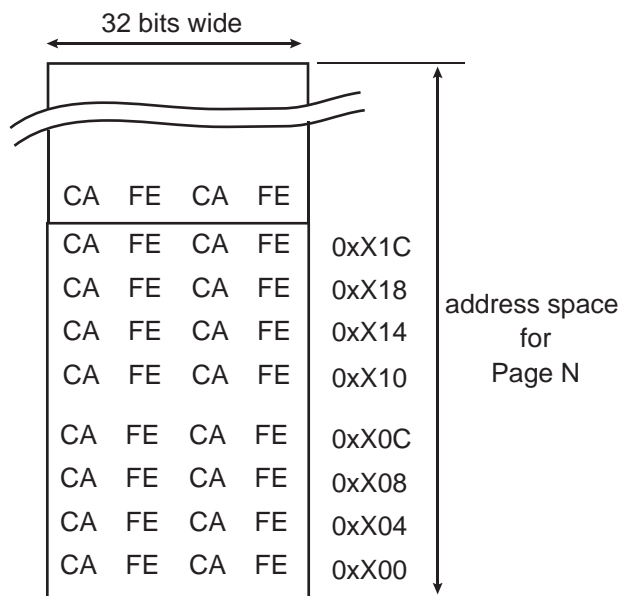 32 bits wide
CA FE CA FE
CA FE CA FE 0xX1C
CA FE CA FE 0xX18
CA FE CA FE 0xX14
CA FE CA FE 0xX10
CA FE CA FE 0xX0C
CA FE CA FE 0xX08
CA FE CA FE 0xX04
CA FE CA FE 0xX00
address space
for
Page N